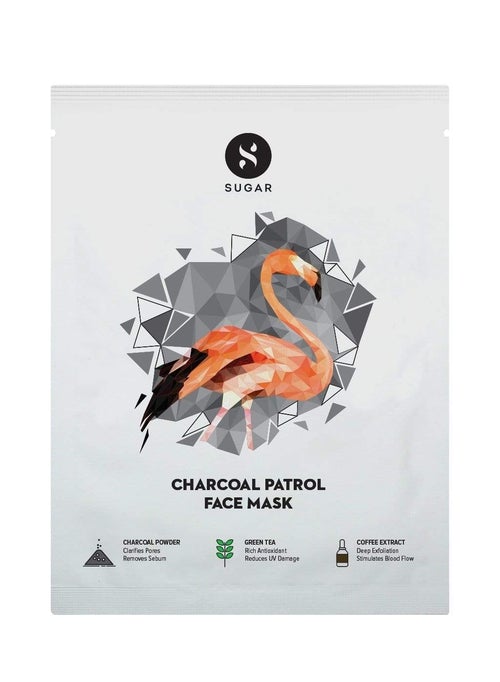 SUGAR
CHARCOAL PATROL
FACE MASK
CHARCOAL POWDER
Clarifies Pores
Removes Sebum
GREEN TEA
Rich Antioxidant
Reduces UV Damage
COFFEE EXTRACT
Deep Exfoliation
Stimulates Blood Flow